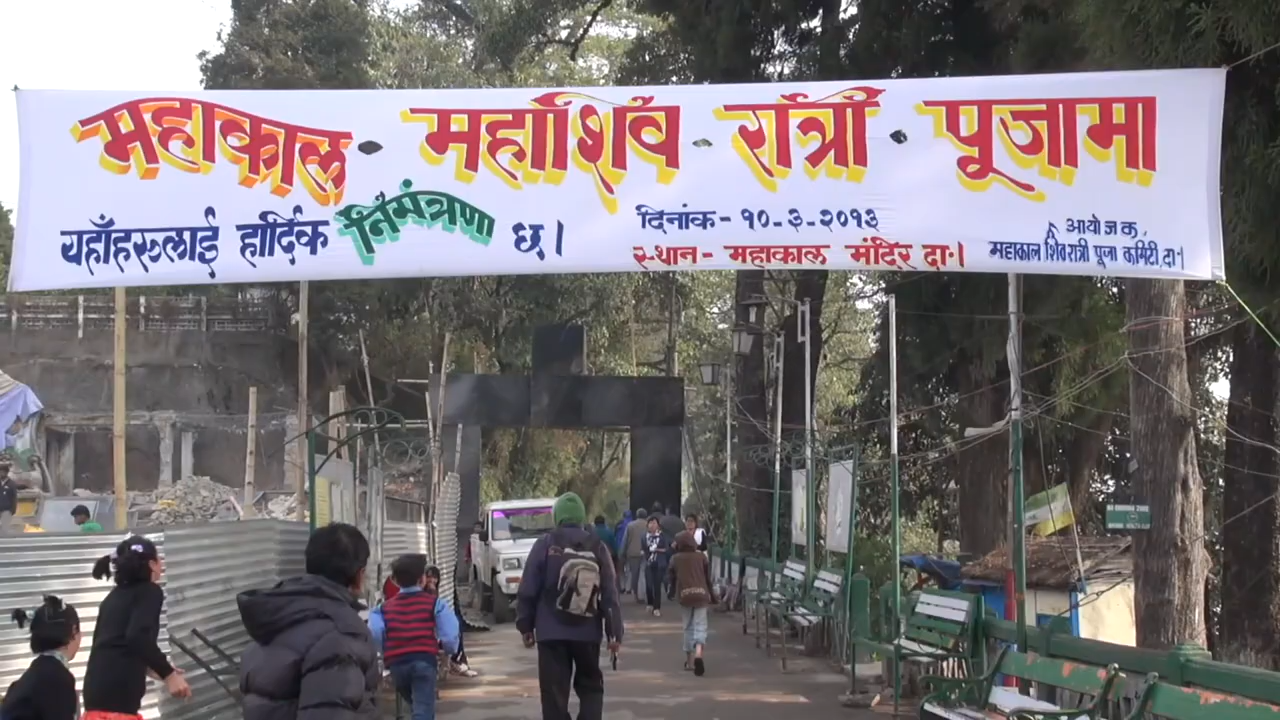 महाकाल - महाशिव - रात्री - पूजामा
यहाँहरुलाई हार्दिक निमंत्रणा छ।
दिनांक - १०-३-२०१३
स्थान - महाकाल मंदिर दा।
आयोजक,
महाकाल शिवरात्री पूजा कमिटी, दा।